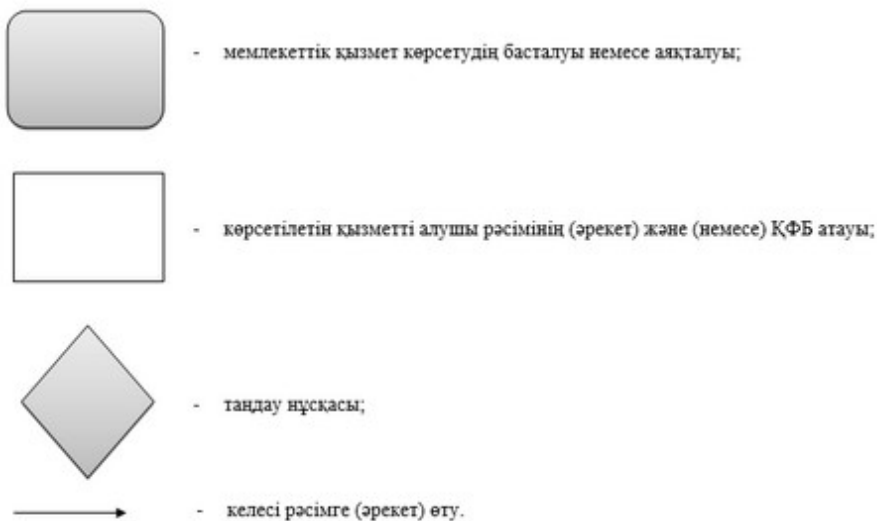 - мемлекеттік қызмет көрсетудің басталуы немесе аяқталуы;
- көрсетілетін қызметті алушы рәсімінің (әрекет) және (немесе) ҚФБ атауы;
- таңдау нұсқасы;
- келесі рәсімге (әрекет) өту.